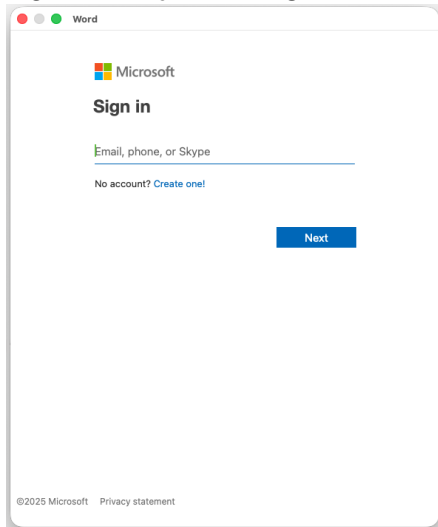 Word
Microsoft
Sign in
Email, phone, or Skype
No account? Create one!
Next
©2025 Microsoft Privacy statement